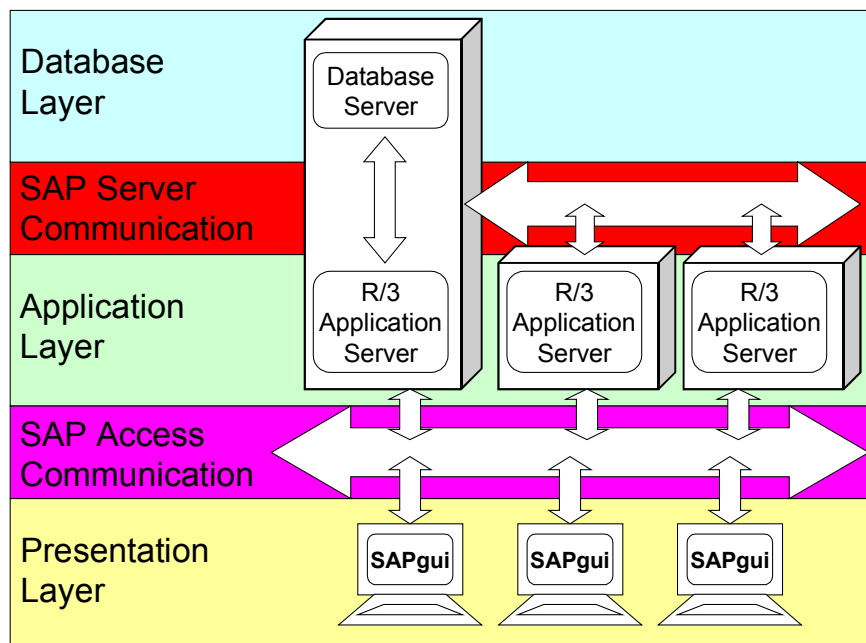 Database
Layer
Database
Server
SAP Server
Communication
Application
Layer
R/3
Application
Server
R/3
Application
Server
R/3
Application
Server
SAP Access
Communication
Presentation
Layer
SAPgui
SAPgui
SAPgui